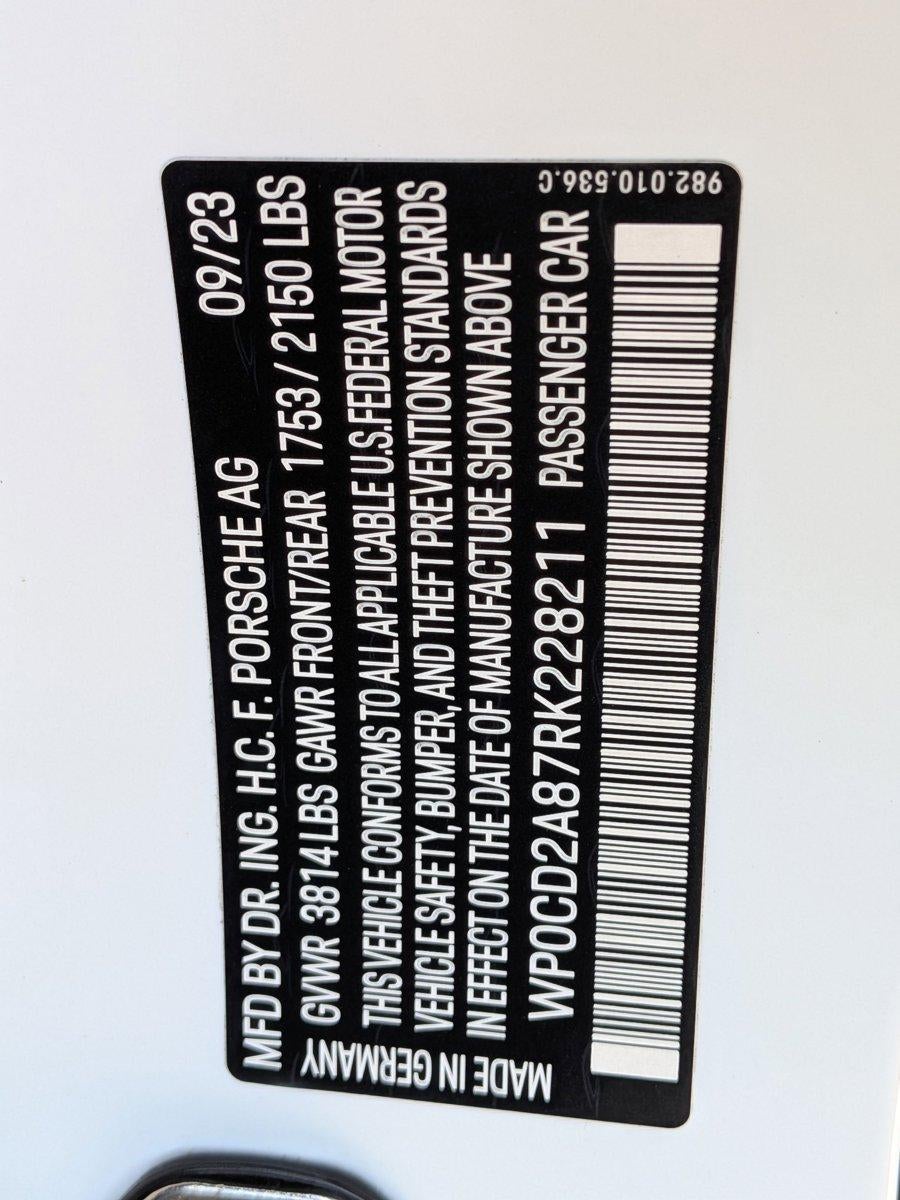 MFD BY DR. ING. H.C. F. PORSCHE AG 09/23
GVWR 3814 LBS GAWR FRONT/REAR 1753 / 2150 LBS
THIS VEHICLE CONFORMS TO ALL APPLICABLE U.S.FEDERAL MOTOR
VEHICLE SAFETY, BUMPER, AND THEFT PREVENTION STANDARDS
IN EFFECT ON THE DATE OF MANUFACTURE SHOWN ABOVE
WP0CD2A87RK228211 PASSENGER CAR
MADE IN GERMANY
982.010.536.C